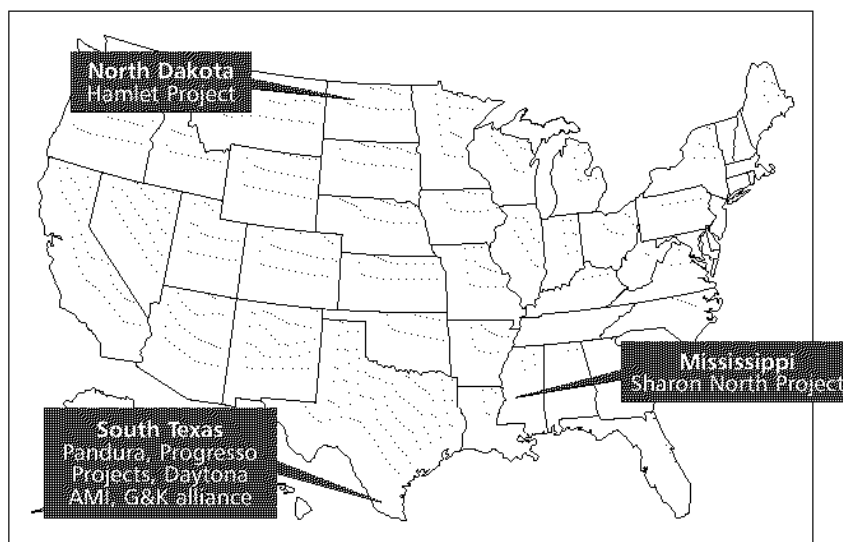 North Dakota
Hamlet Project
Mississippi
Sharon North Project
South Texas
Pandura, Progresso
Projects, Daytona
AMI, G&K alliance